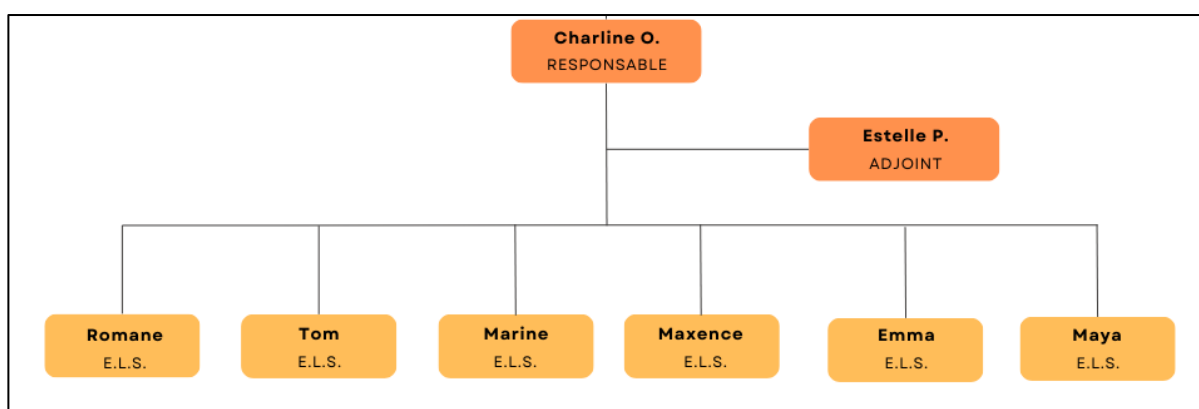 Charline O.
RESPONSABLE
Estelle P.
ADJOINT
Romane
E.L.S.
Tom
E.L.S.
Marine
E.L.S.
Maxence
E.L.S.
Emma
E.L.S.
Maya
E.L.S.